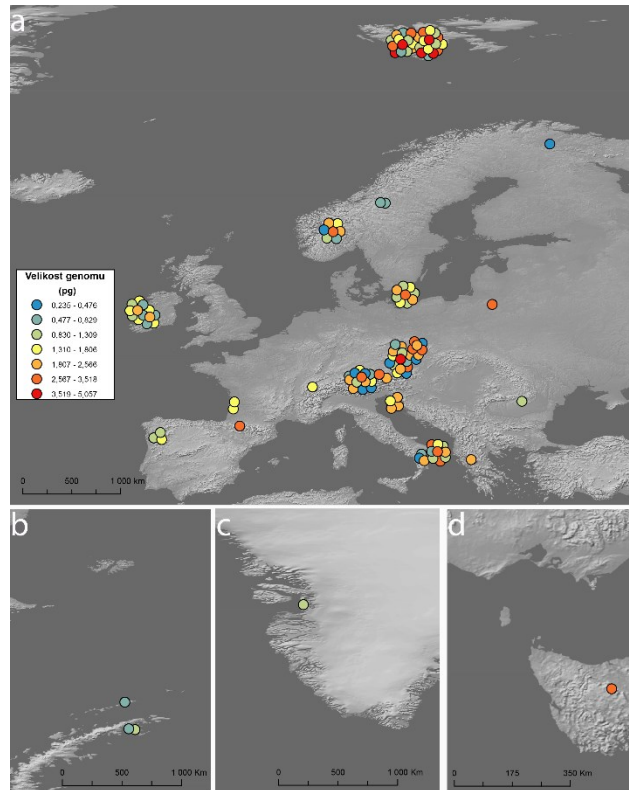 a
Velikost genomu
(pg)
0,235 - 0,476
0,477 - 0,829
0,830 - 1,309
1,310 - 1,806
1,807 - 2,566
2,567 - 3,518
3,519 - 5,057
0 500 1 000 Km
b
0 500 1 000 Km
c
0 500 1 000 Km
d
0 175 350 Km